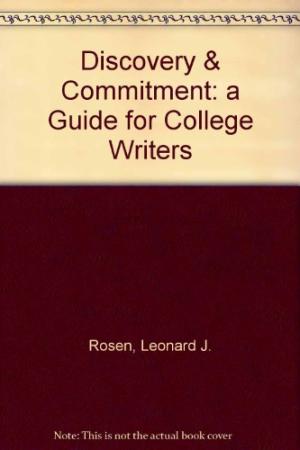 Discovery &
Commitment: a
Guide for College
Writers
Rosen, Leonard J.
Note: This is not the actual book cover